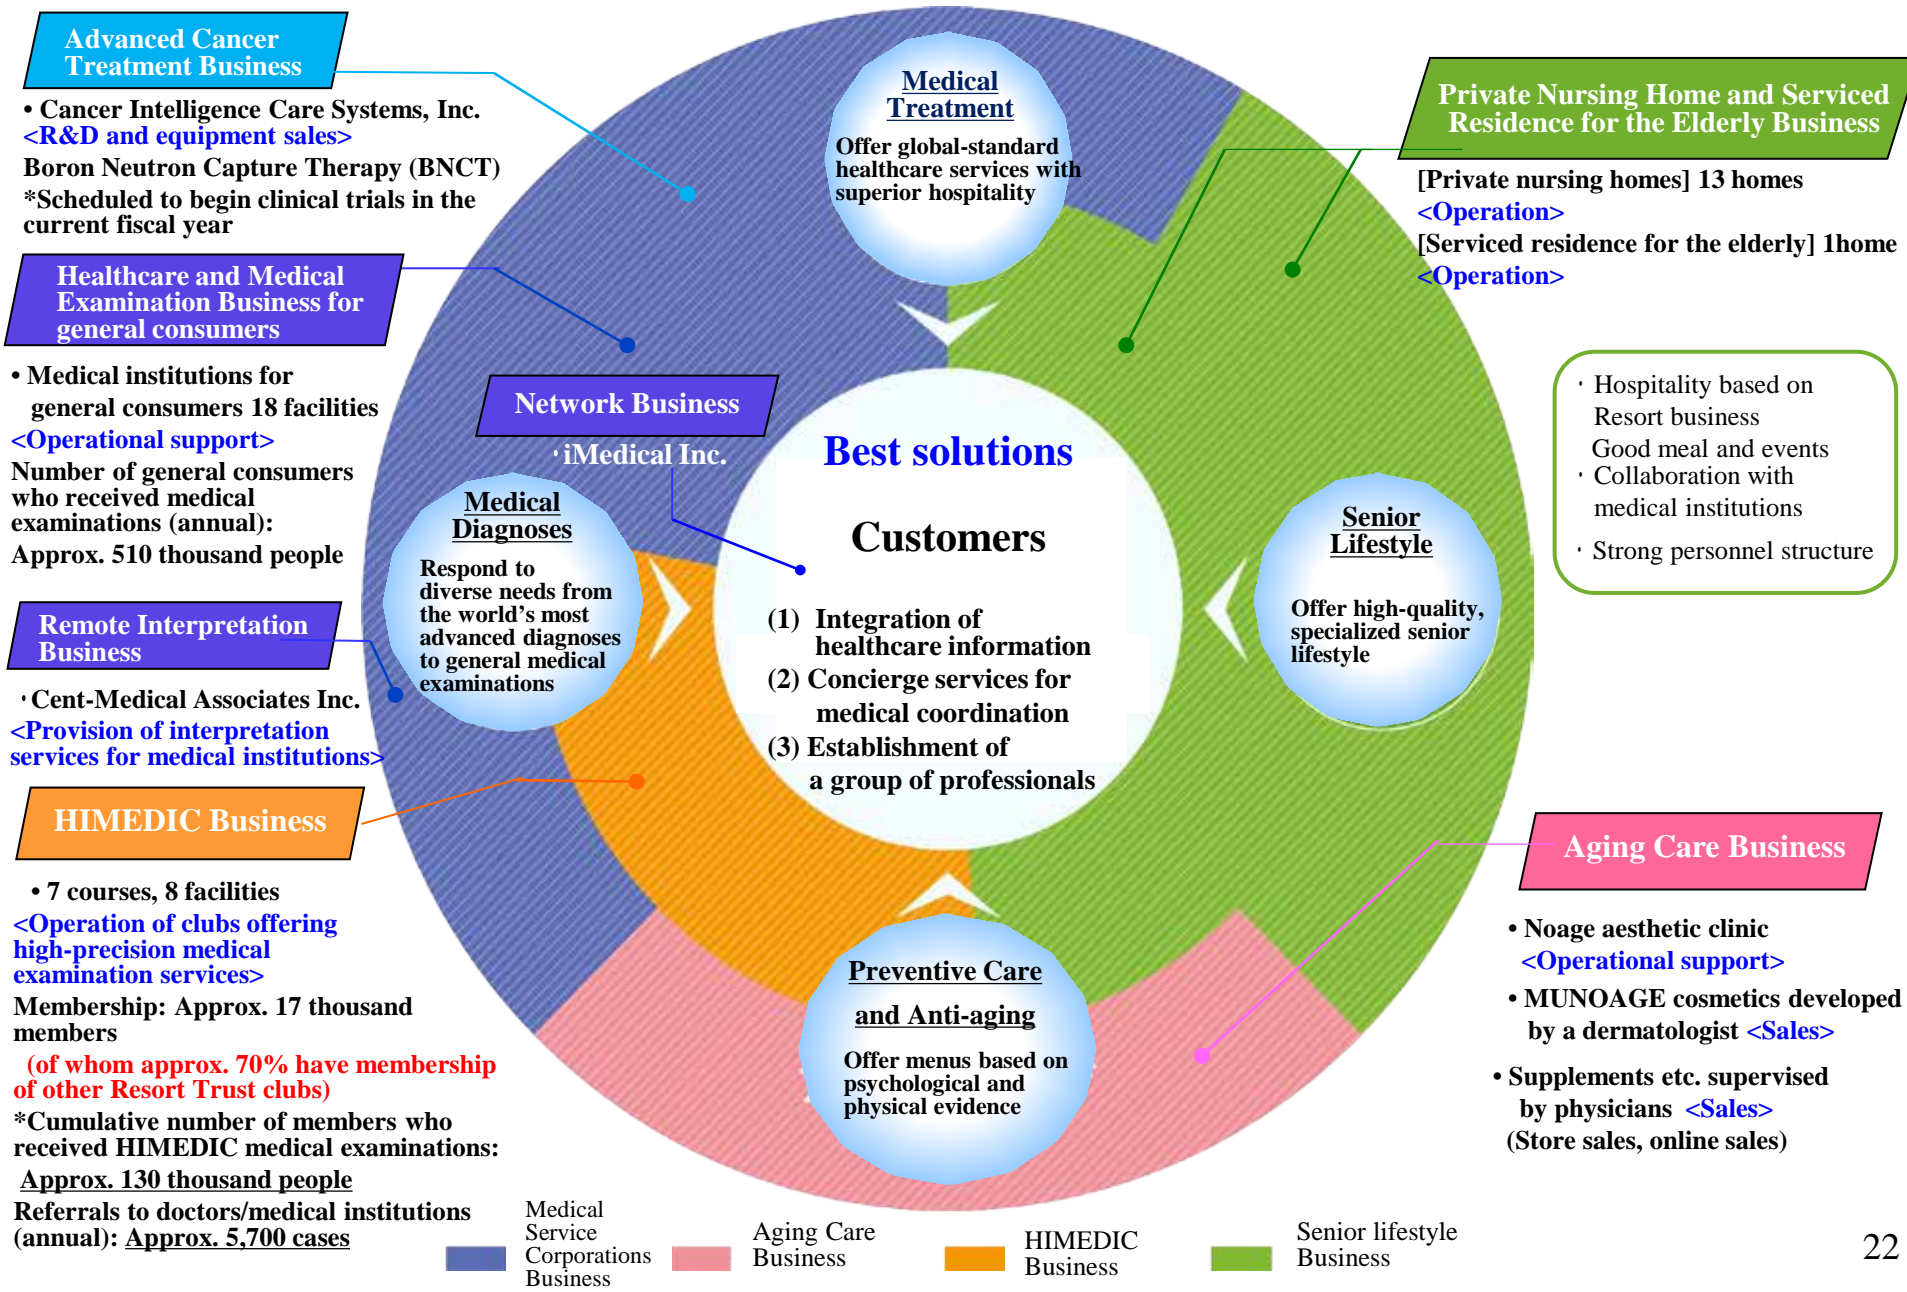 Advanced Cancer
Treatment Business
• Cancer Intelligence Care Systems, Inc.
<R&D and equipment sales>
Boron Neutron Capture Therapy (BNCT)
*Scheduled to begin clinical trials in the
current fiscal year
Healthcare and Medical
Examination Business for
general consumers
• Medical institutions for
general consumers 18 facilities
<Operational support>
Number of general consumers
who received medical
examinations (annual):
Approx. 510 thousand people
Remote Interpretation
Business
・Cent-Medical Associates Inc.
<Provision of interpretation
services for medical institutions>
HIMEDIC Business
• 7 courses, 8 facilities
<Operation of clubs offering
high-precision medical
examination services>
Membership: Approx. 17 thousand
members
(of whom approx. 70% have membership
of other Resort Trust clubs)
*Cumulative number of members who
received HIMEDIC medical examinations:
Approx. 130 thousand people
Referrals to doctors/medical institutions
(annual): Approx. 5,700 cases
Medical
Treatment
Offer global-standard
healthcare services with
superior hospitality
Network Business
・iMedical Inc.
Medical
Diagnoses
Respond to
diverse needs from
the world's most
advanced diagnoses
to general medical
examinations
Best solutions
Customers
(1) Integration of
healthcare information
(2) Concierge services for
medical coordination
(3) Establishment of
a group of professionals
Senior
Lifestyle
Offer high-quality,
specialized senior
lifestyle
Preventive Care
and Anti-aging
Offer menus based on
psychological and
physical evidence
Private Nursing Home and Serviced
Residence for the Elderly Business
[Private nursing homes] 13 homes
<Operation>
[Serviced residence for the elderly] 1home
<Operation>
・Hospitality based on
Resort business
Good meal and events
・Collaboration with
medical institutions
・Strong personnel structure
Aging Care Business
• Noage aesthetic clinic
<Operational support>
• MUNOAGE cosmetics developed
by a dermatologist <Sales>
• Supplements etc. supervised
by physicians <Sales>
(Store sales, online sales)
Medical
Service
Corporations
Business
Aging Care
Business
HIMEDIC
Business
Senior lifestyle
Business
22